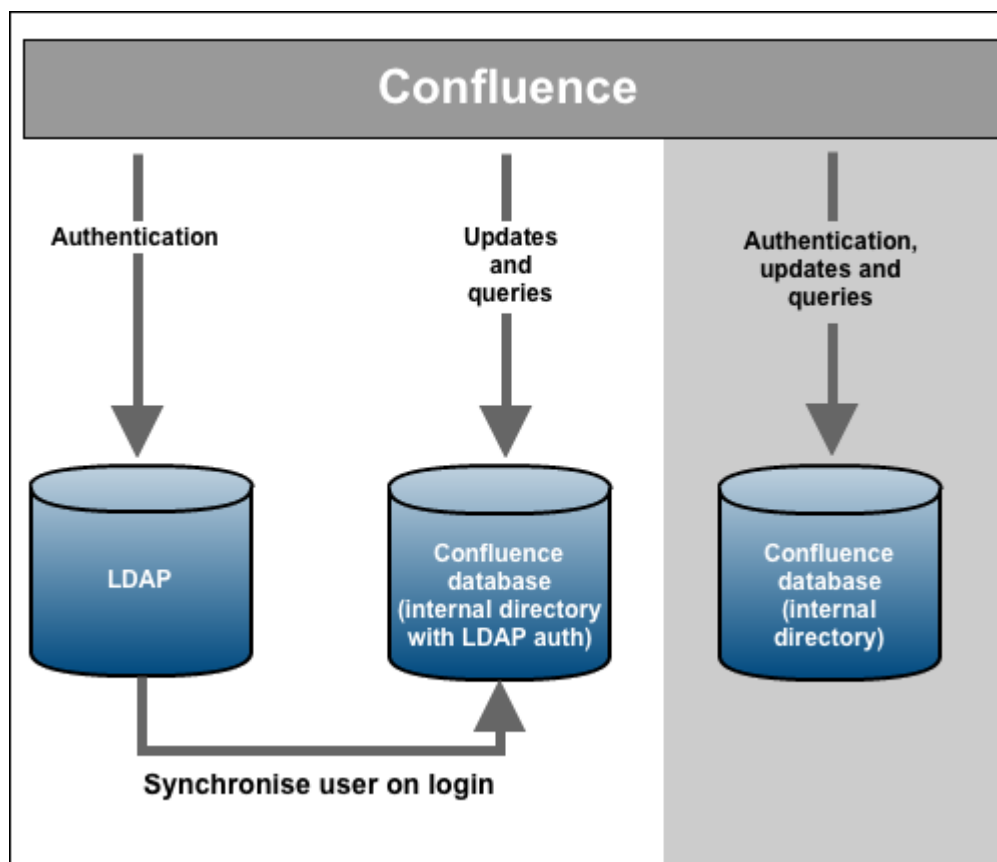 Confluence
Authentication
Updates
and
queries
Authentication,
updates and
queries
LDAP
Confluence
database
(internal directory
with LDAP auth)
Confluence
database
(internal
directory)
Synchronise user on login